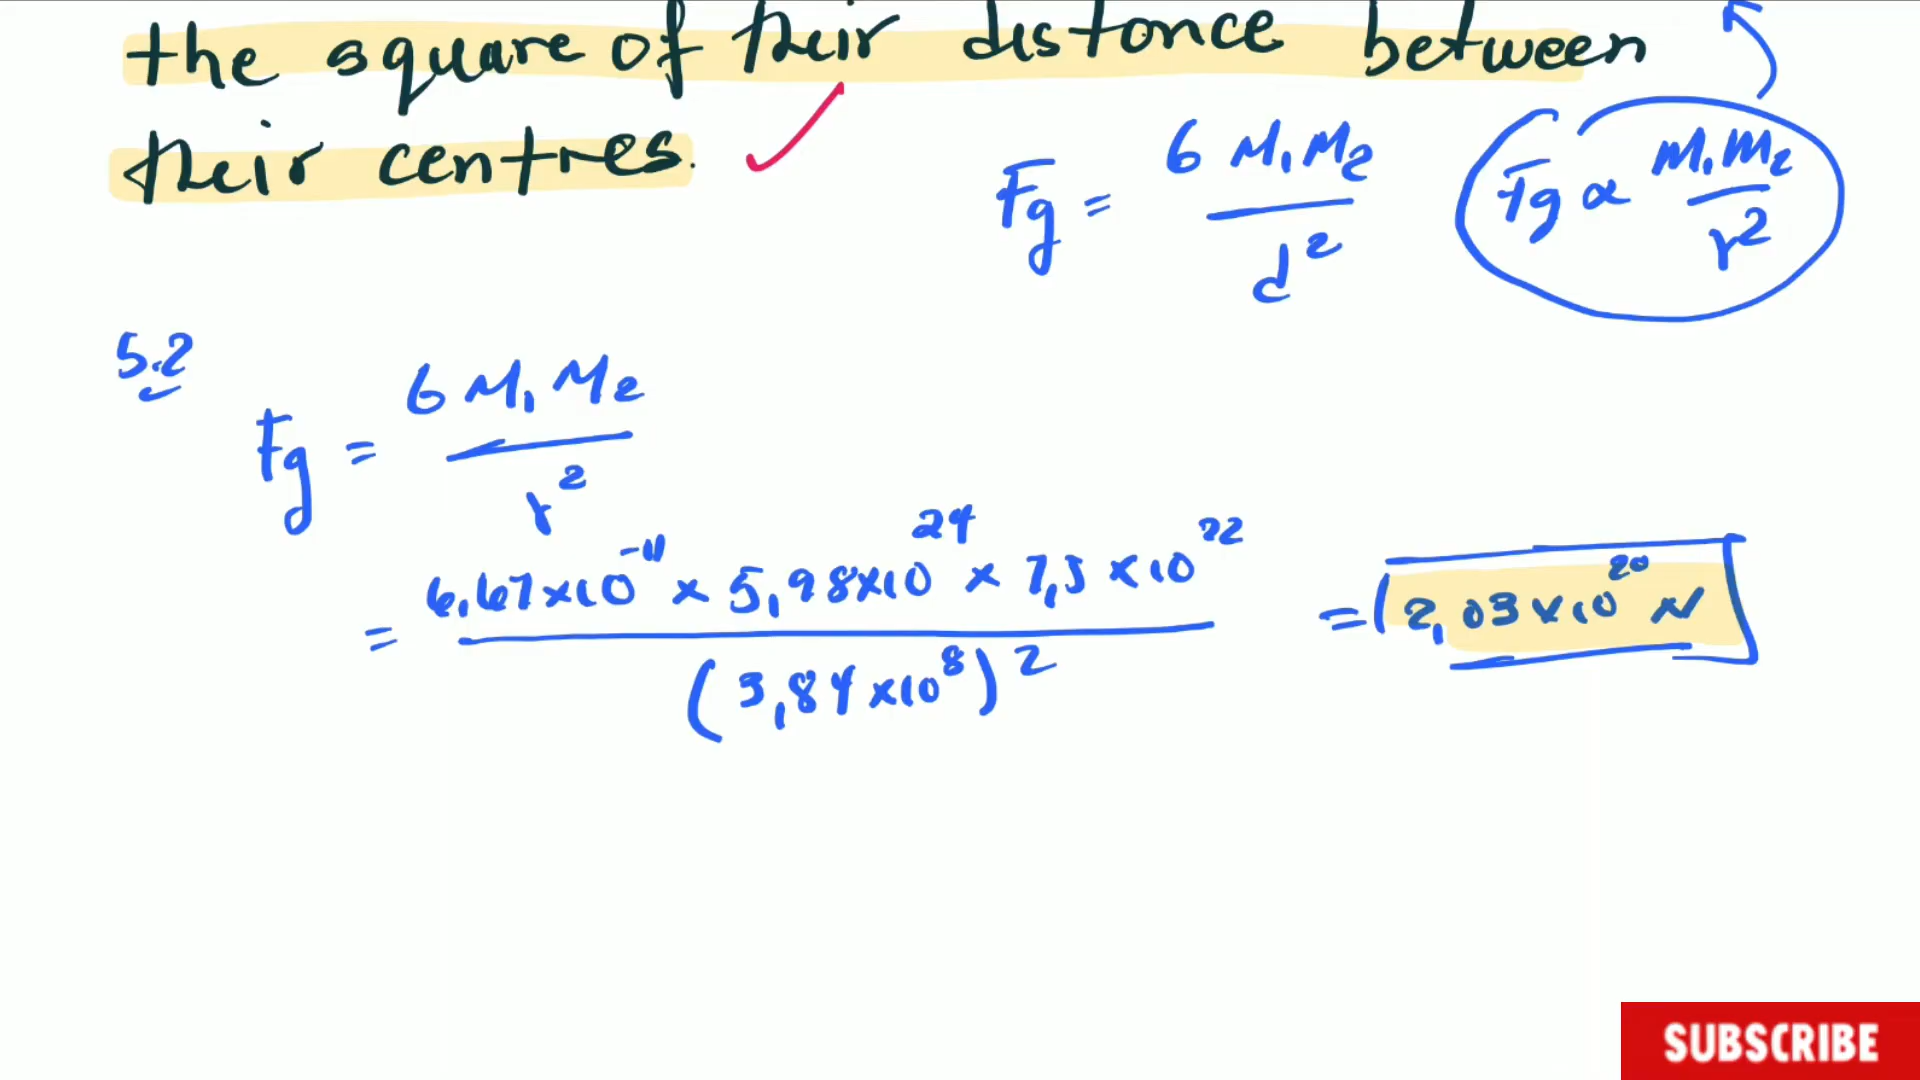 the square of their distance between
their centres.
Fg = G M₁M₂ / d²
Fg ∝ M₁M₂ / r²
5.2
Fg = G M₁M₂ / r²
= 6,67×10⁻¹¹ × 5,98×10²⁴ × 7,3×10²² / (3,84×10⁸)²
= 2,03×10²⁰ N
SUBSCRIBE